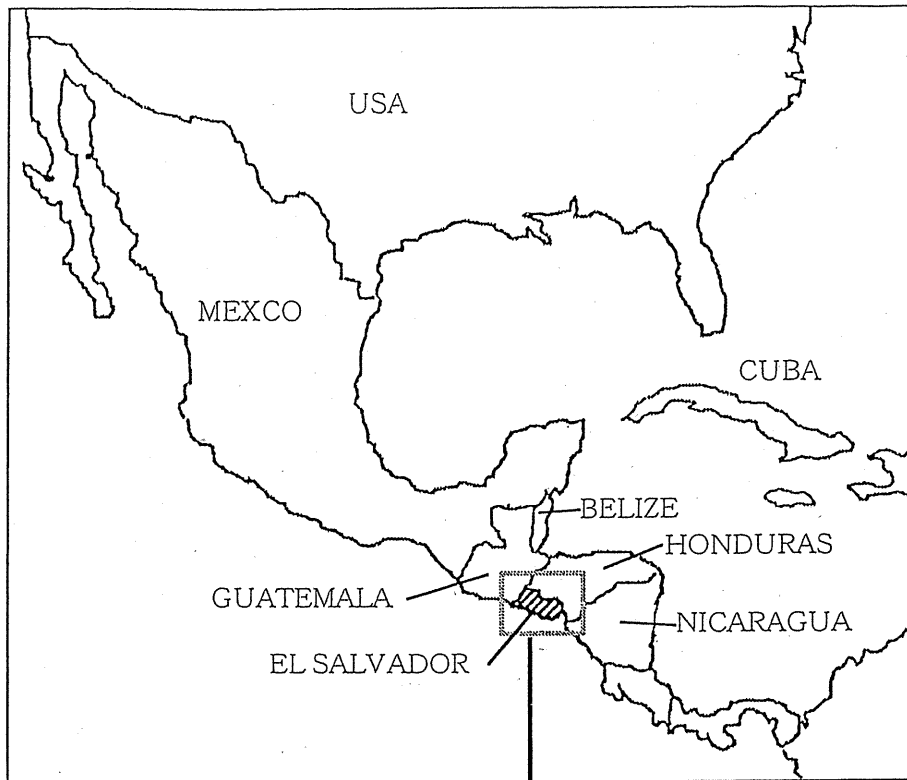 USA
MEXCO
CUBA
BELIZE
HONDURAS
GUATEMALA
NICARAGUA
EL SALVADOR